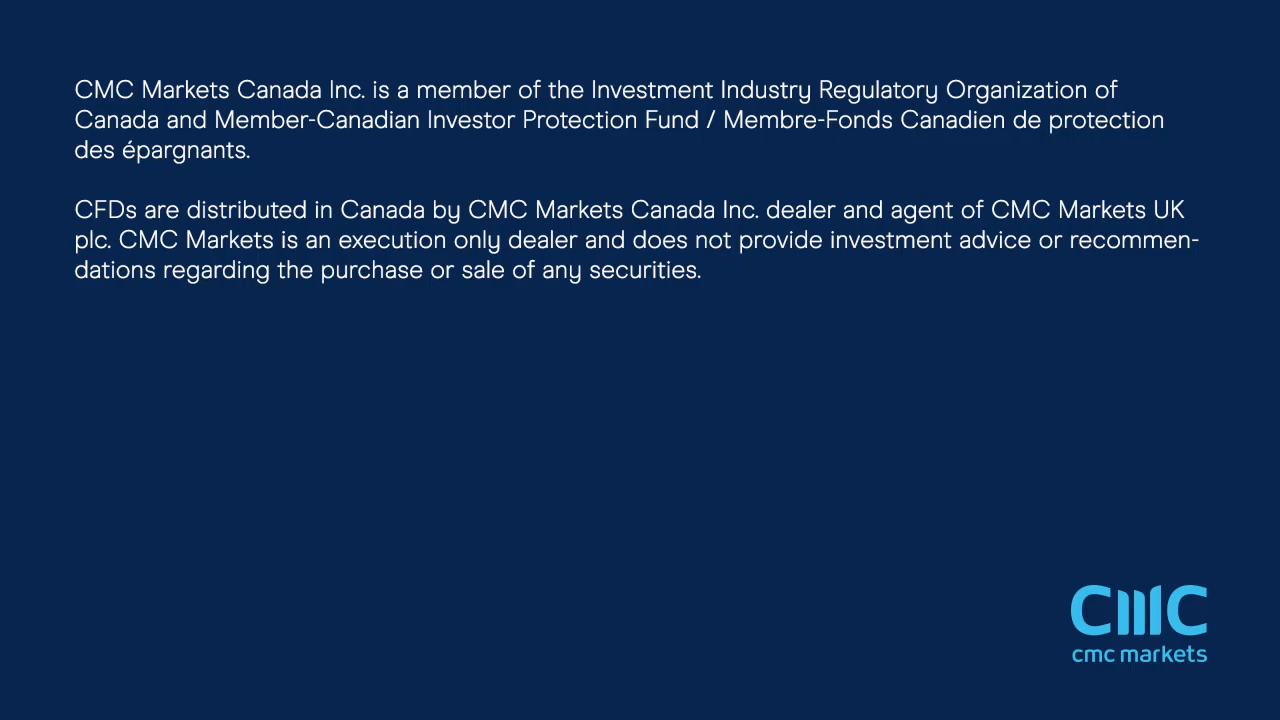 CMC Markets Canada Inc. is a member of the Investment Industry Regulatory Organization of
Canada and Member-Canadian Investor Protection Fund / Membre-Fonds Canadien de protection
des épargnants.
CFDs are distributed in Canada by CMC Markets Canada Inc. dealer and agent of CMC Markets UK
plc. CMC Markets is an execution only dealer and does not provide investment advice or recommen-
dations regarding the purchase or sale of any securities.
CMC
cmc markets